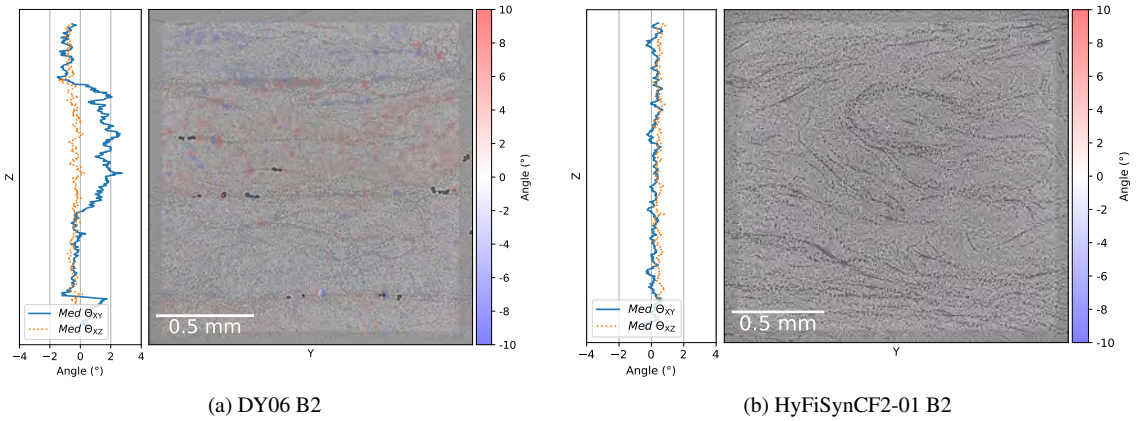 10
8
6
4
2
0
-2
-4
-6
-8
-10
Angle (°)
Z
Med Θ_XY
Med Θ_XZ
0.5 mm
−4 −2 0 2 4
Angle (°)
Y
(a) DY06 B2
10
8
6
4
2
0
-2
-4
-6
-8
-10
Angle (°)
Z
Med Θ_XY
Med Θ_XZ
0.5 mm
−4 −2 0 2 4
Angle (°)
Y
(b) HyFiSynCF2-01 B2